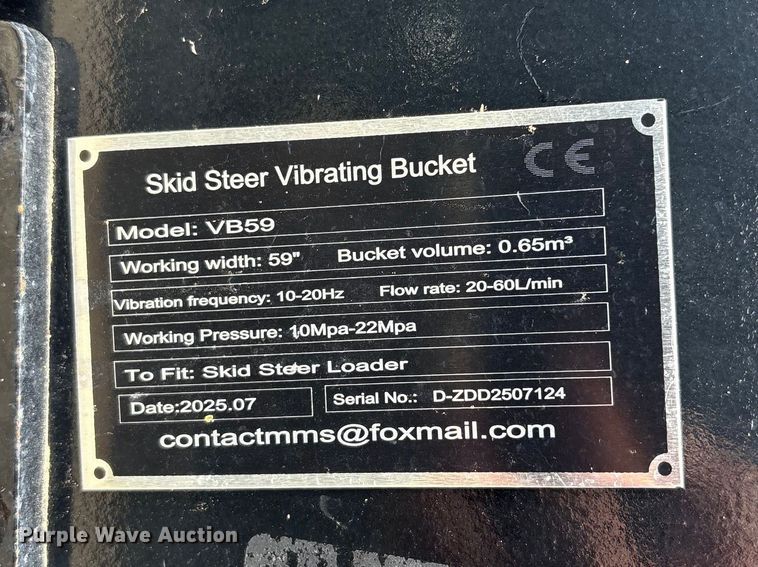 Skid Steer Vibrating Bucket CE
Model: VB59
Working width: 59" Bucket volume: 0.65m³
Vibration frequency: 10-20Hz Flow rate: 20-60L/min
Working Pressure: 10Mpa-22Mpa
To Fit: Skid Steer Loader
Date:2025.07 Serial No.: D-ZDD2507124
contactmms@foxmail.com
Purple Wave Auction